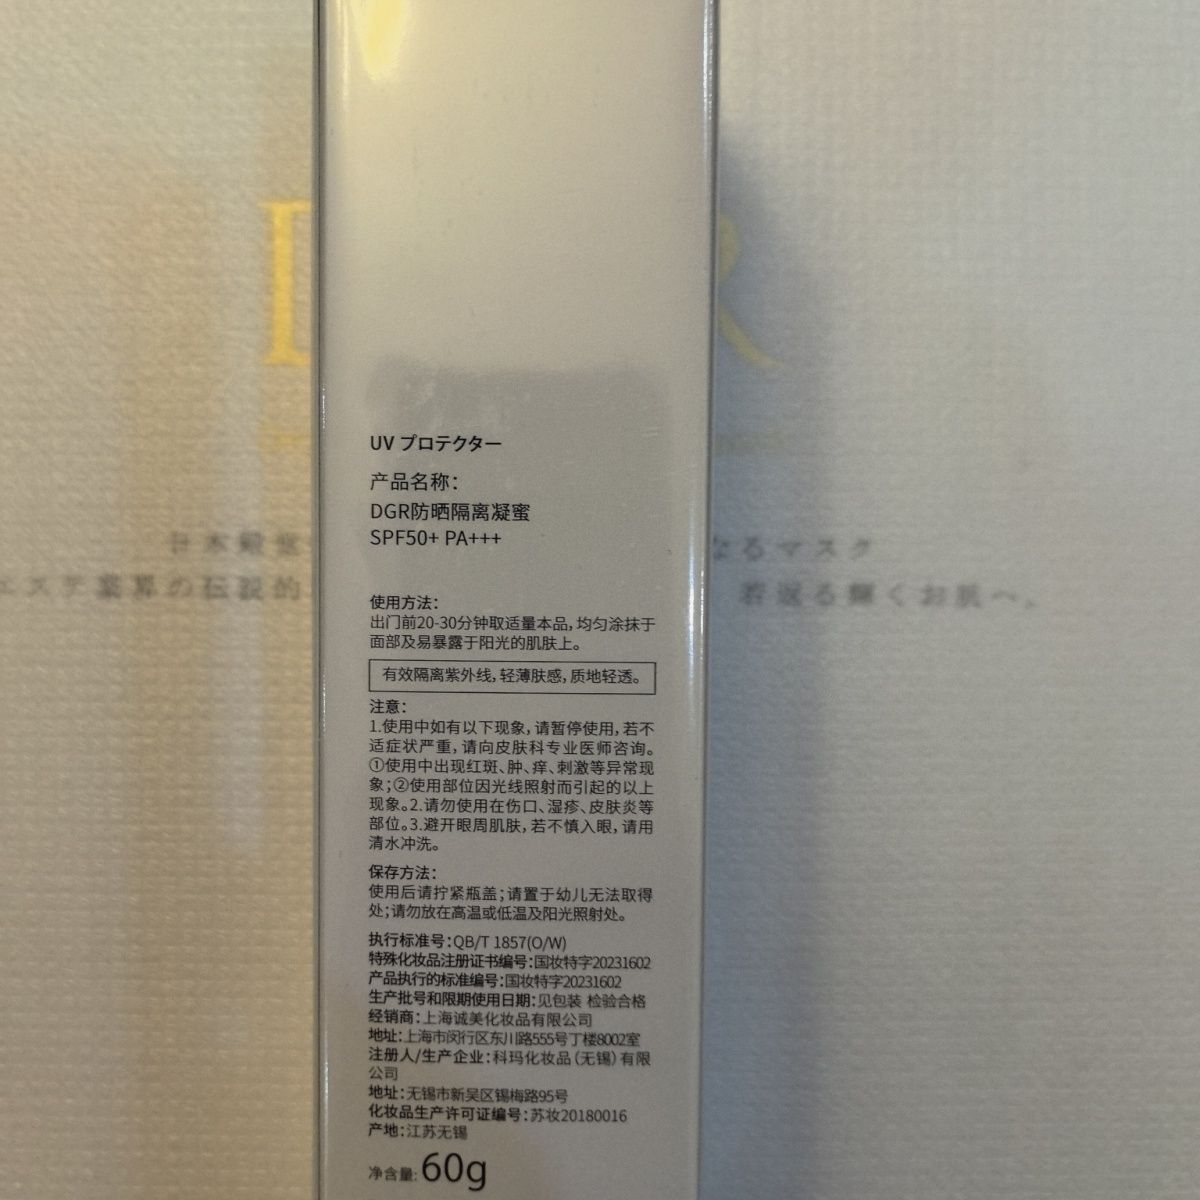 UV プロテクター
产品名称：
DGR防晒隔离凝蜜
SPF50+ PA+++
使用方法：
出门前20-30分钟取适量本品，均匀涂抹于
面部及易暴露于阳光的肌肤上。
有效隔离紫外线，轻薄肤感，质地轻透。
注意：
1.使用中如有以下现象，请暂停使用，若不
适症状严重，请向皮肤科专业医师咨询。
①使用中出现红斑、肿、痒、刺激等异常现
象；②使用部位因光线照射而引起的以上
现象。2.请勿使用在伤口、湿疹、皮肤炎等
部位。3.避开眼周肌肤，若不慎入眼，请用
清水冲洗。
保存方法：
使用后请拧紧瓶盖；请置于幼儿无法取得
处；请勿放在高温或低温及阳光照射处。
执行标准号：QB/T 1857(O/W)
特殊化妆品注册证书编号：国妆特字20231602
产品执行的标准编号：国妆特字20231602
生产批号和限期使用日期：见包装 检验合格
经销商：上海诚美化妆品有限公司
地址：上海市闵行区东川路555号丁楼8002室
注册人/生产企业：科玛化妆品（无锡）有限
公司
地址：无锡市新吴区锡梅路95号
化妆品生产许可证编号：苏妆20180016
产地：江苏无锡
净含量：60g
D R
日本 なるマスク
エステ業界の伝説的 若返る輝くお肌へ。